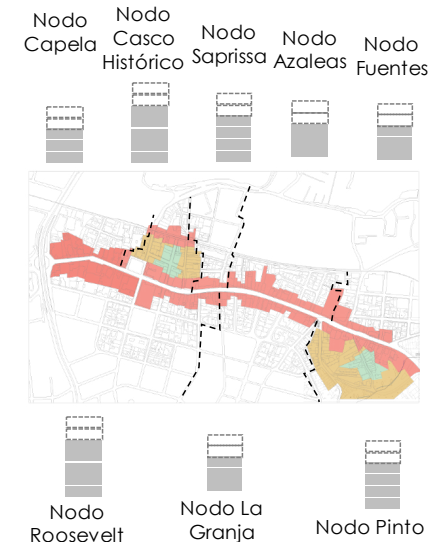 Nodo
Capela
Nodo
Casco
Histórico
Nodo
Saprissa
Nodo
Azaleas
Nodo
Fuentes
Nodo
Roosevelt
Nodo La
Granja
Nodo Pinto